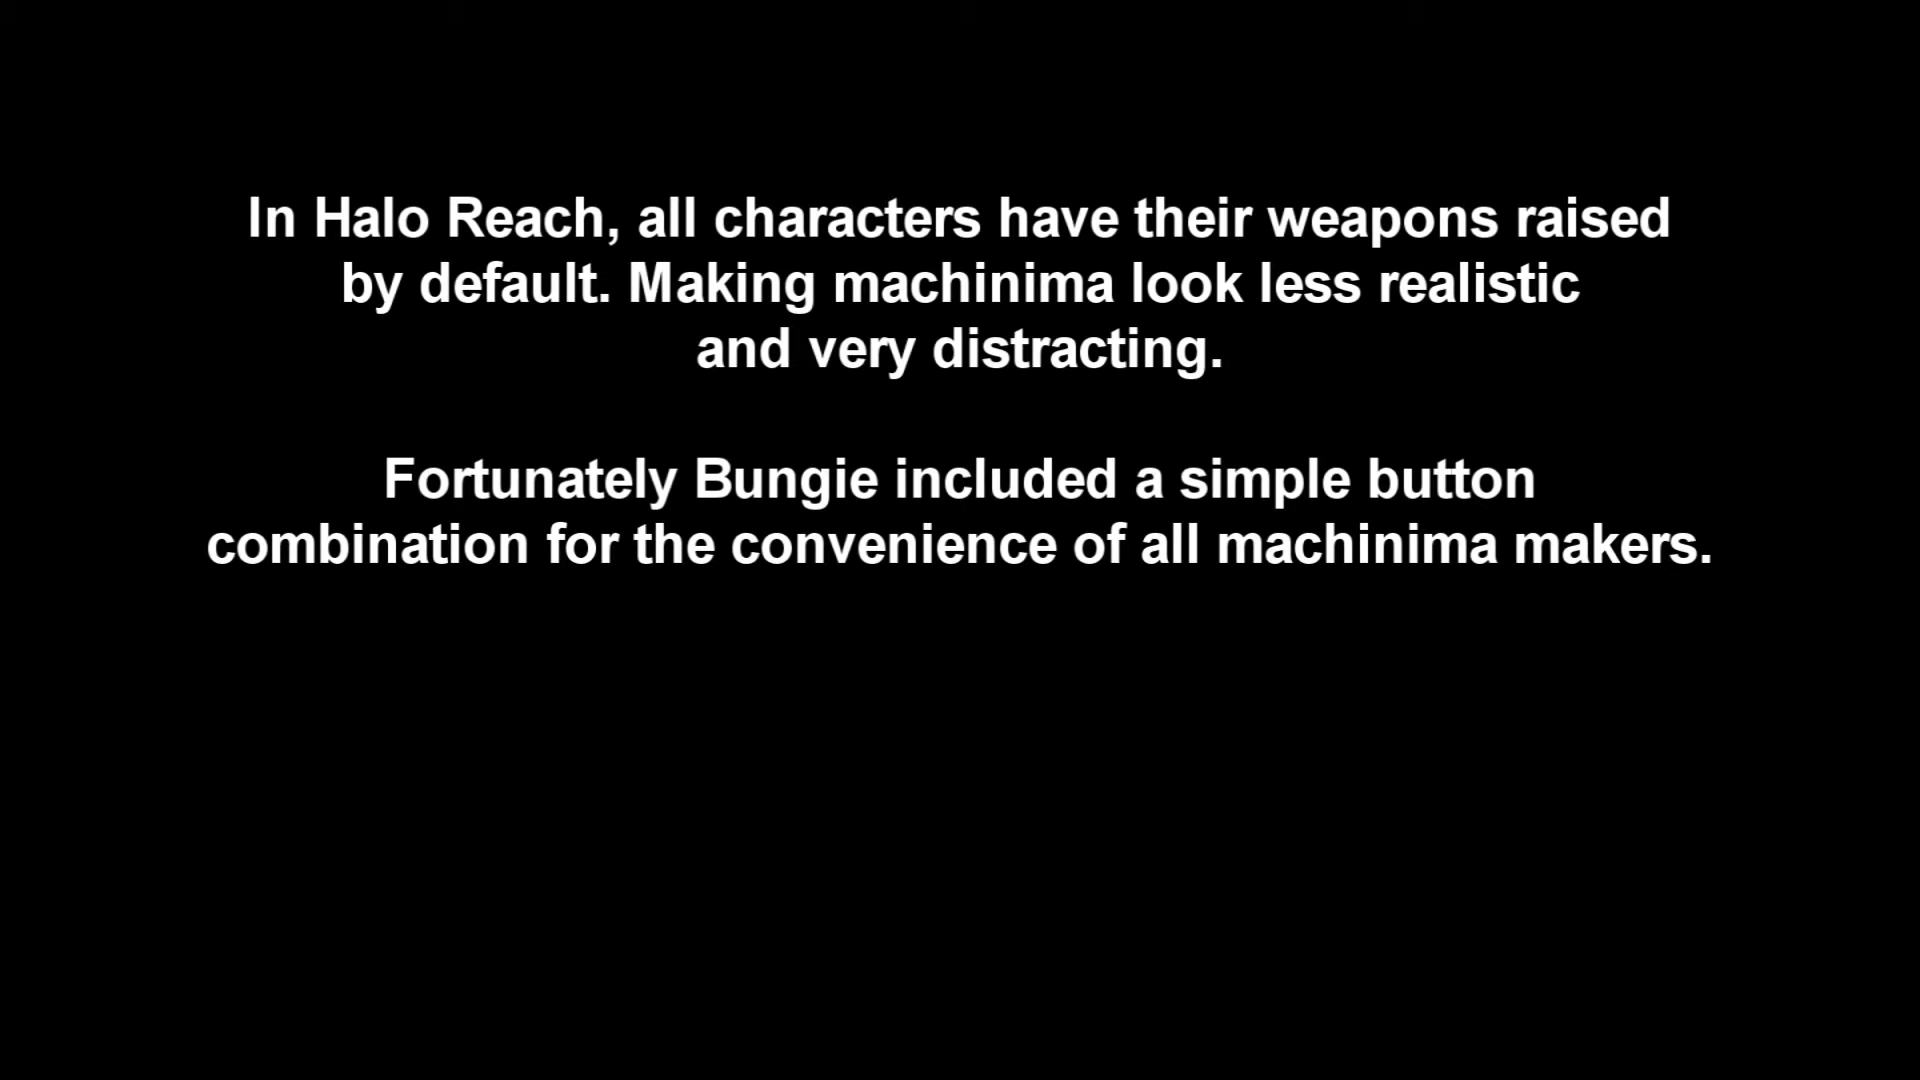 In Halo Reach, all characters have their weapons raised
by default. Making machinima look less realistic
and very distracting.
Fortunately Bungie included a simple button
combination for the convenience of all machinima makers.